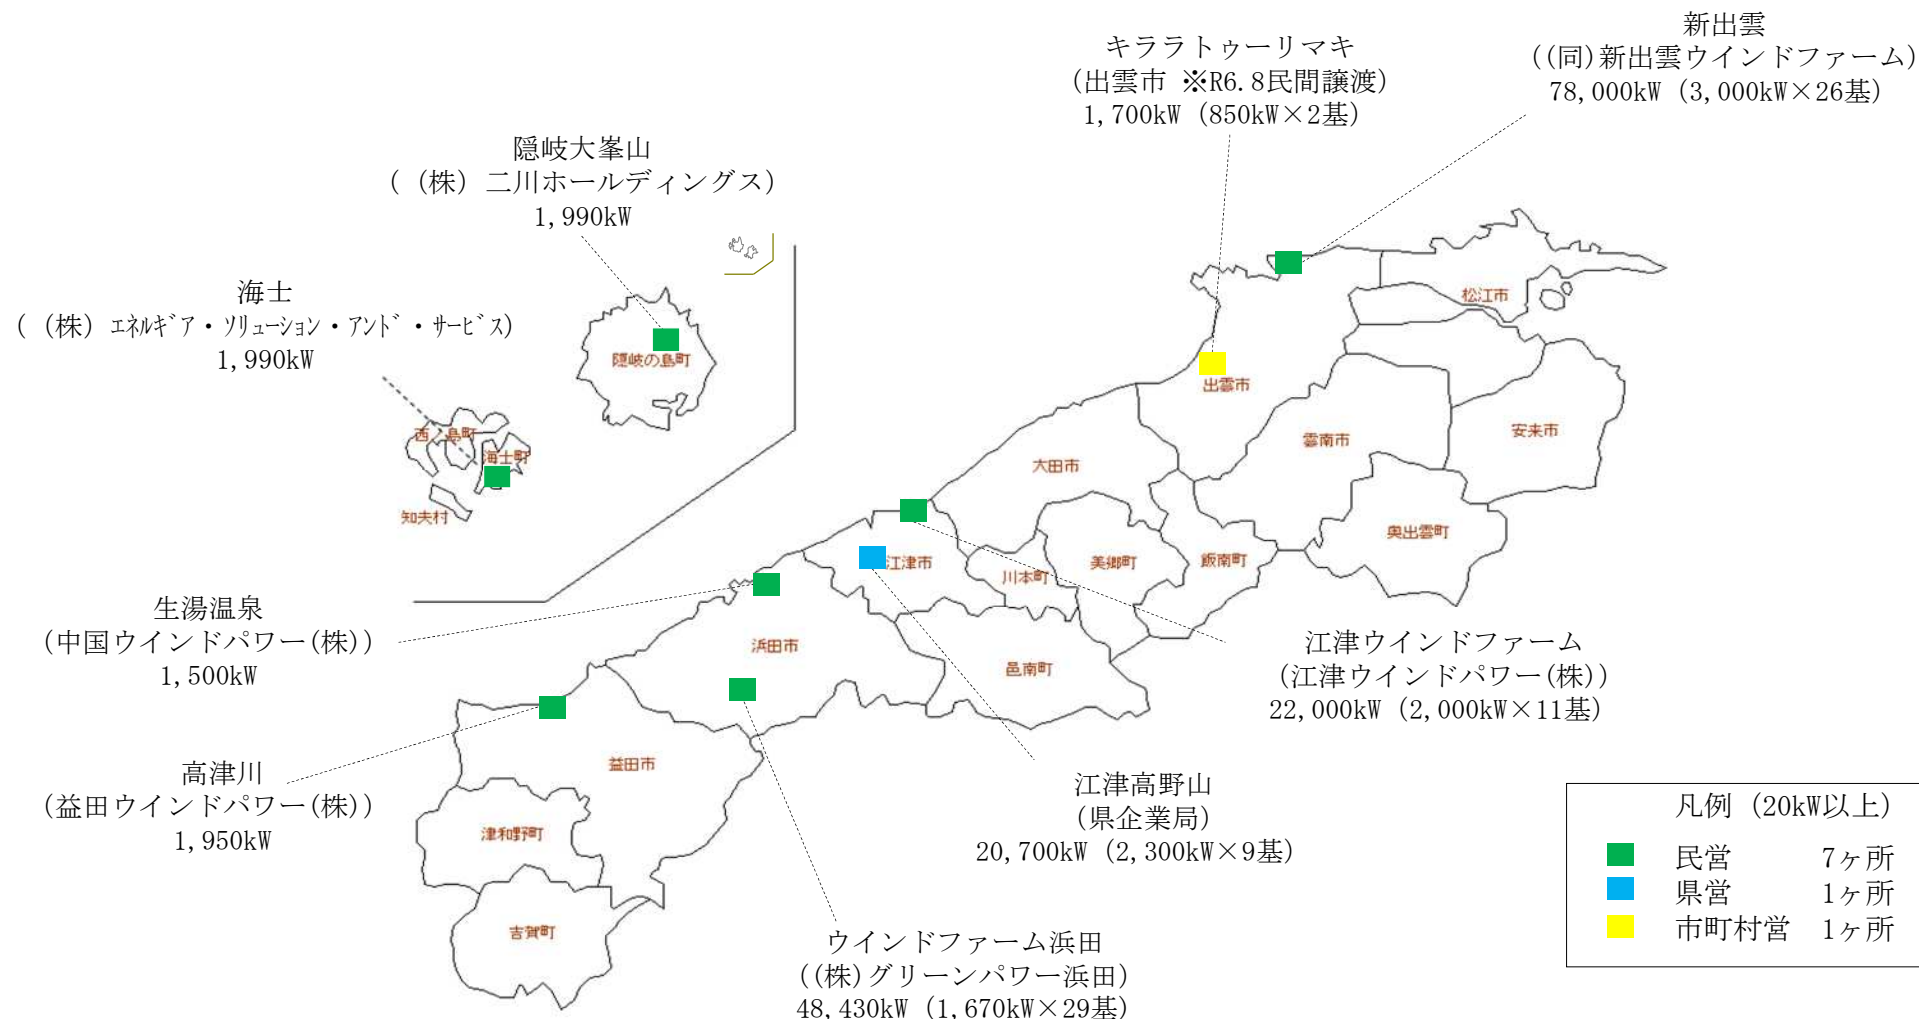 新出雲
((同)新出雲ウインドファーム)
78,000kW (3,000kW×26基)
キララトゥーリマキ
(出雲市 ※R6.8民間譲渡)
1,700kW (850kW×2基)
隠岐大峯山
((株) 二川ホールディングス)
1,990kW
海士
((株) エネルギア・ソリューション・アンド・サービス)
1,990kW
隠岐の島町
西ノ島町
海士町
知夫村
松江市
出雲市
雲南市
安来市
大田市
奥出雲町
飯南町
美郷町
川本町
江津市
浜田市
邑南町
益田市
津和野町
吉賀町
生湯温泉
(中国ウインドパワー(株))
1,500kW
高津川
(益田ウインドパワー(株))
1,950kW
江津ウインドファーム
(江津ウインドパワー(株))
22,000kW (2,000kW×11基)
江津高野山
(県企業局)
20,700kW (2,300kW×9基)
ウインドファーム浜田
((株)グリーンパワー浜田)
48,430kW (1,670kW×29基)
凡例 (20kW以上)
民営 7ヶ所
県営 1ヶ所
市町村営 1ヶ所